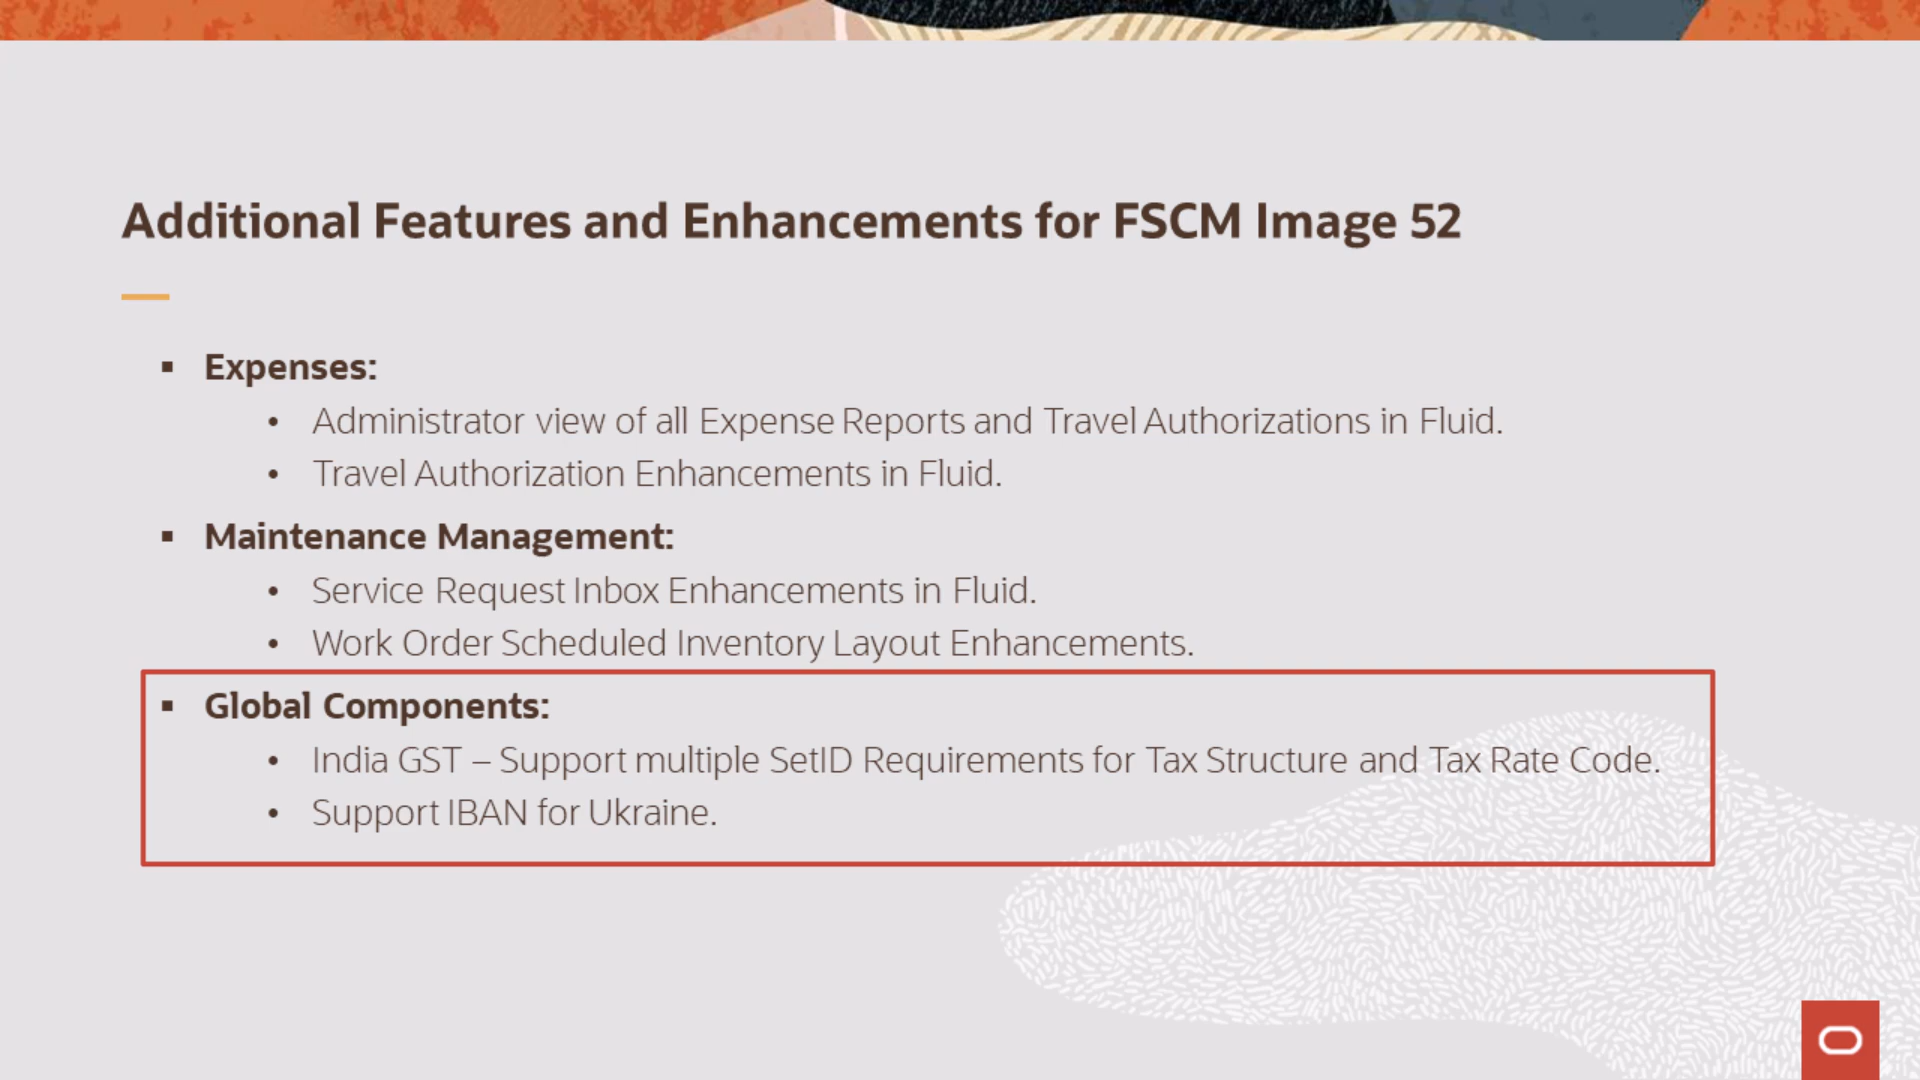 Additional Features and Enhancements for FSCM Image 52
▪ Expenses:
• Administrator view of all Expense Reports and Travel Authorizations in Fluid.
• Travel Authorization Enhancements in Fluid.
▪ Maintenance Management:
• Service Request Inbox Enhancements in Fluid.
• Work Order Scheduled Inventory Layout Enhancements.
▪ Global Components:
• India GST – Support multiple SetID Requirements for Tax Structure and Tax Rate Code.
• Support IBAN for Ukraine.